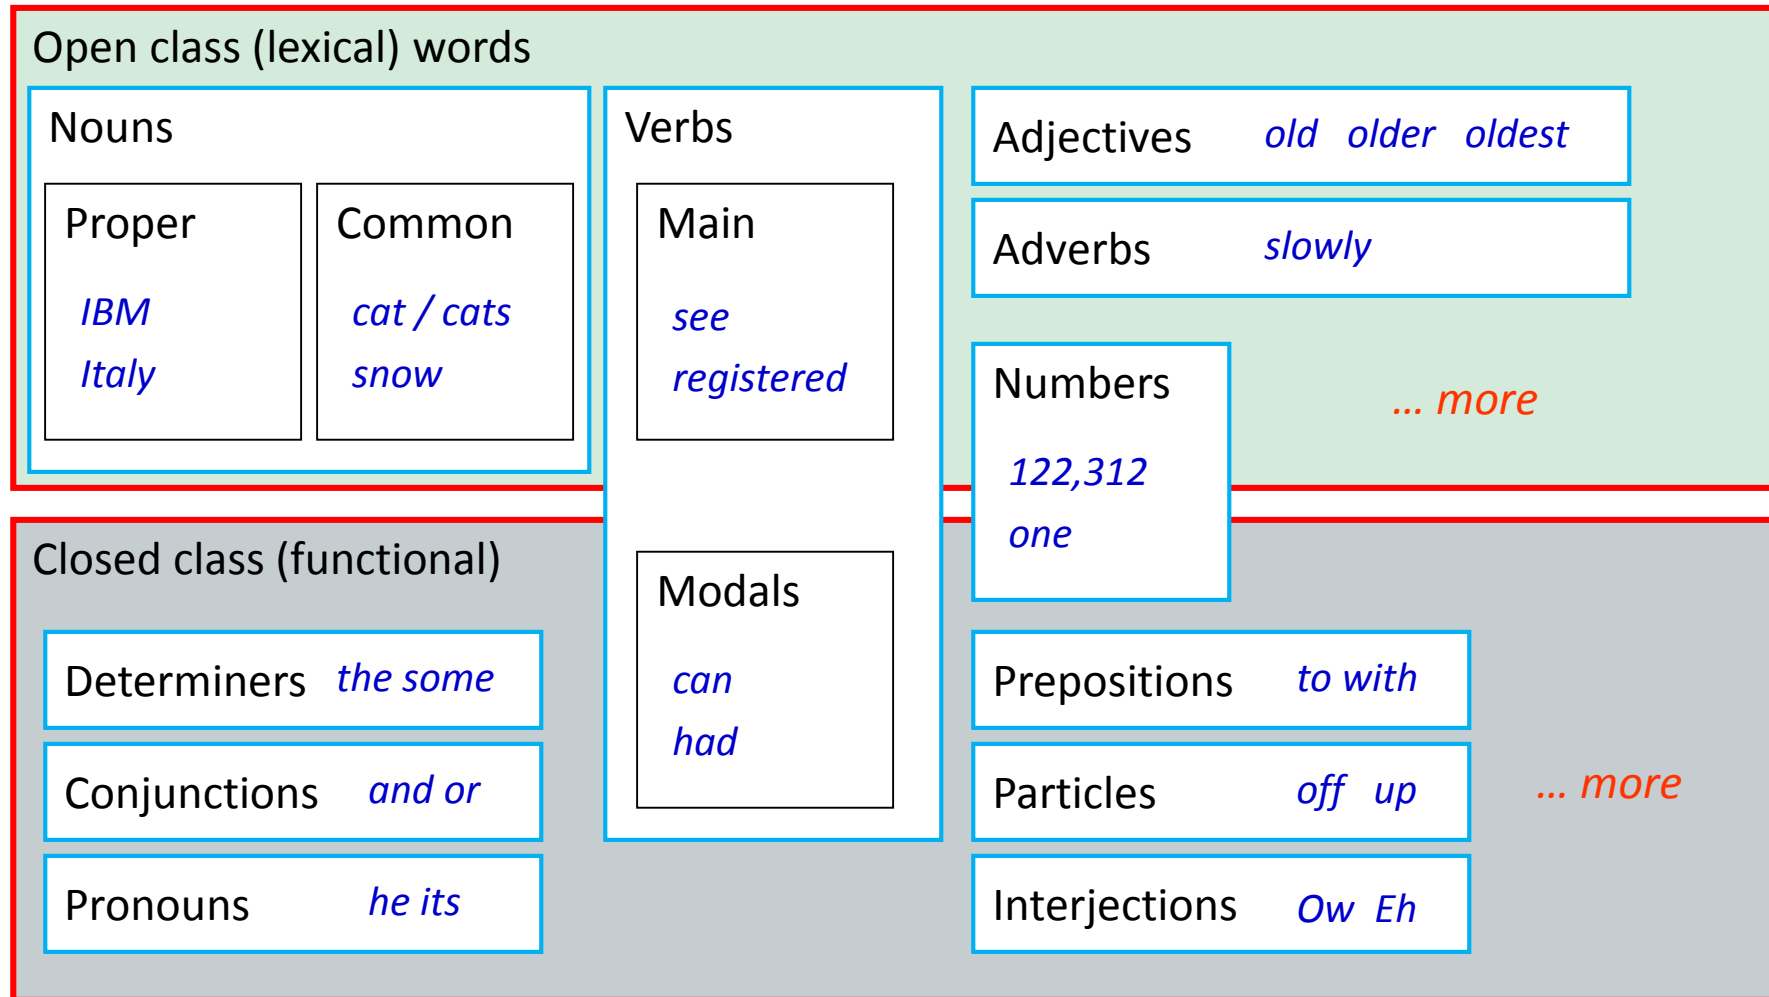 Open class (lexical) words
Nouns
Proper
IBM
Italy
Common
cat / cats
snow
Verbs
Main
see
registered
Adjectives old older oldest
Adverbs slowly
Numbers
122,312
one
... more
Closed class (functional)
Modals
can
had
Determiners the some
Conjunctions and or
Pronouns he its
Prepositions to with
Particles off up
Interjections Ow Eh
... more